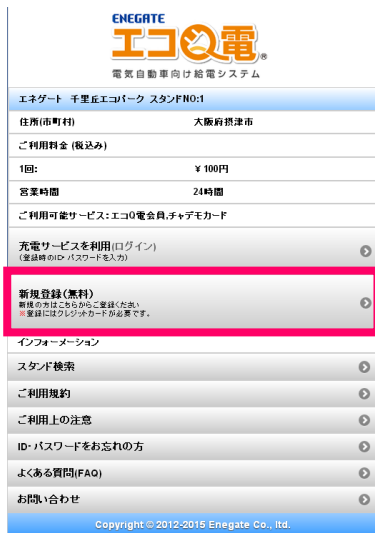 ENEGATE
エコQ電®
電気自動車向け給電システム
エネゲート 千里丘エコパーク スタンドNO:1
住所(市町村) 大阪府摂津市
ご利用料金 (税込み)
1回: ¥ 100円
営業時間 24時間
ご利用可能サービス:エコQ電会員,チャデモカード
充電サービスを利用(ログイン)
(登録時のID・パスワードを入力)
新規登録(無料)
新規の方はこちらからご登録ください
※登録にはクレジットカードが必要です。
インフォーメーション
スタンド検索
ご利用規約
ご利用上の注意
ID・パスワードをお忘れの方
よくある質問(FAQ)
お問い合わせ
Copyright © 2012-2015 Enegate Co., ltd.